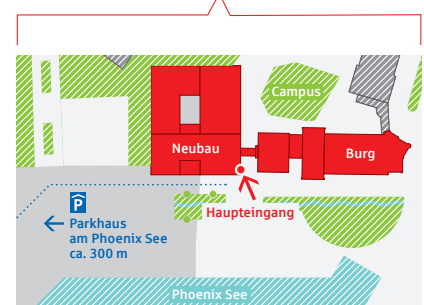 Campus
Neubau
Burg
Haupteingang
P
Parkhaus
am Phoenix See
ca. 300 m
Phoenix See